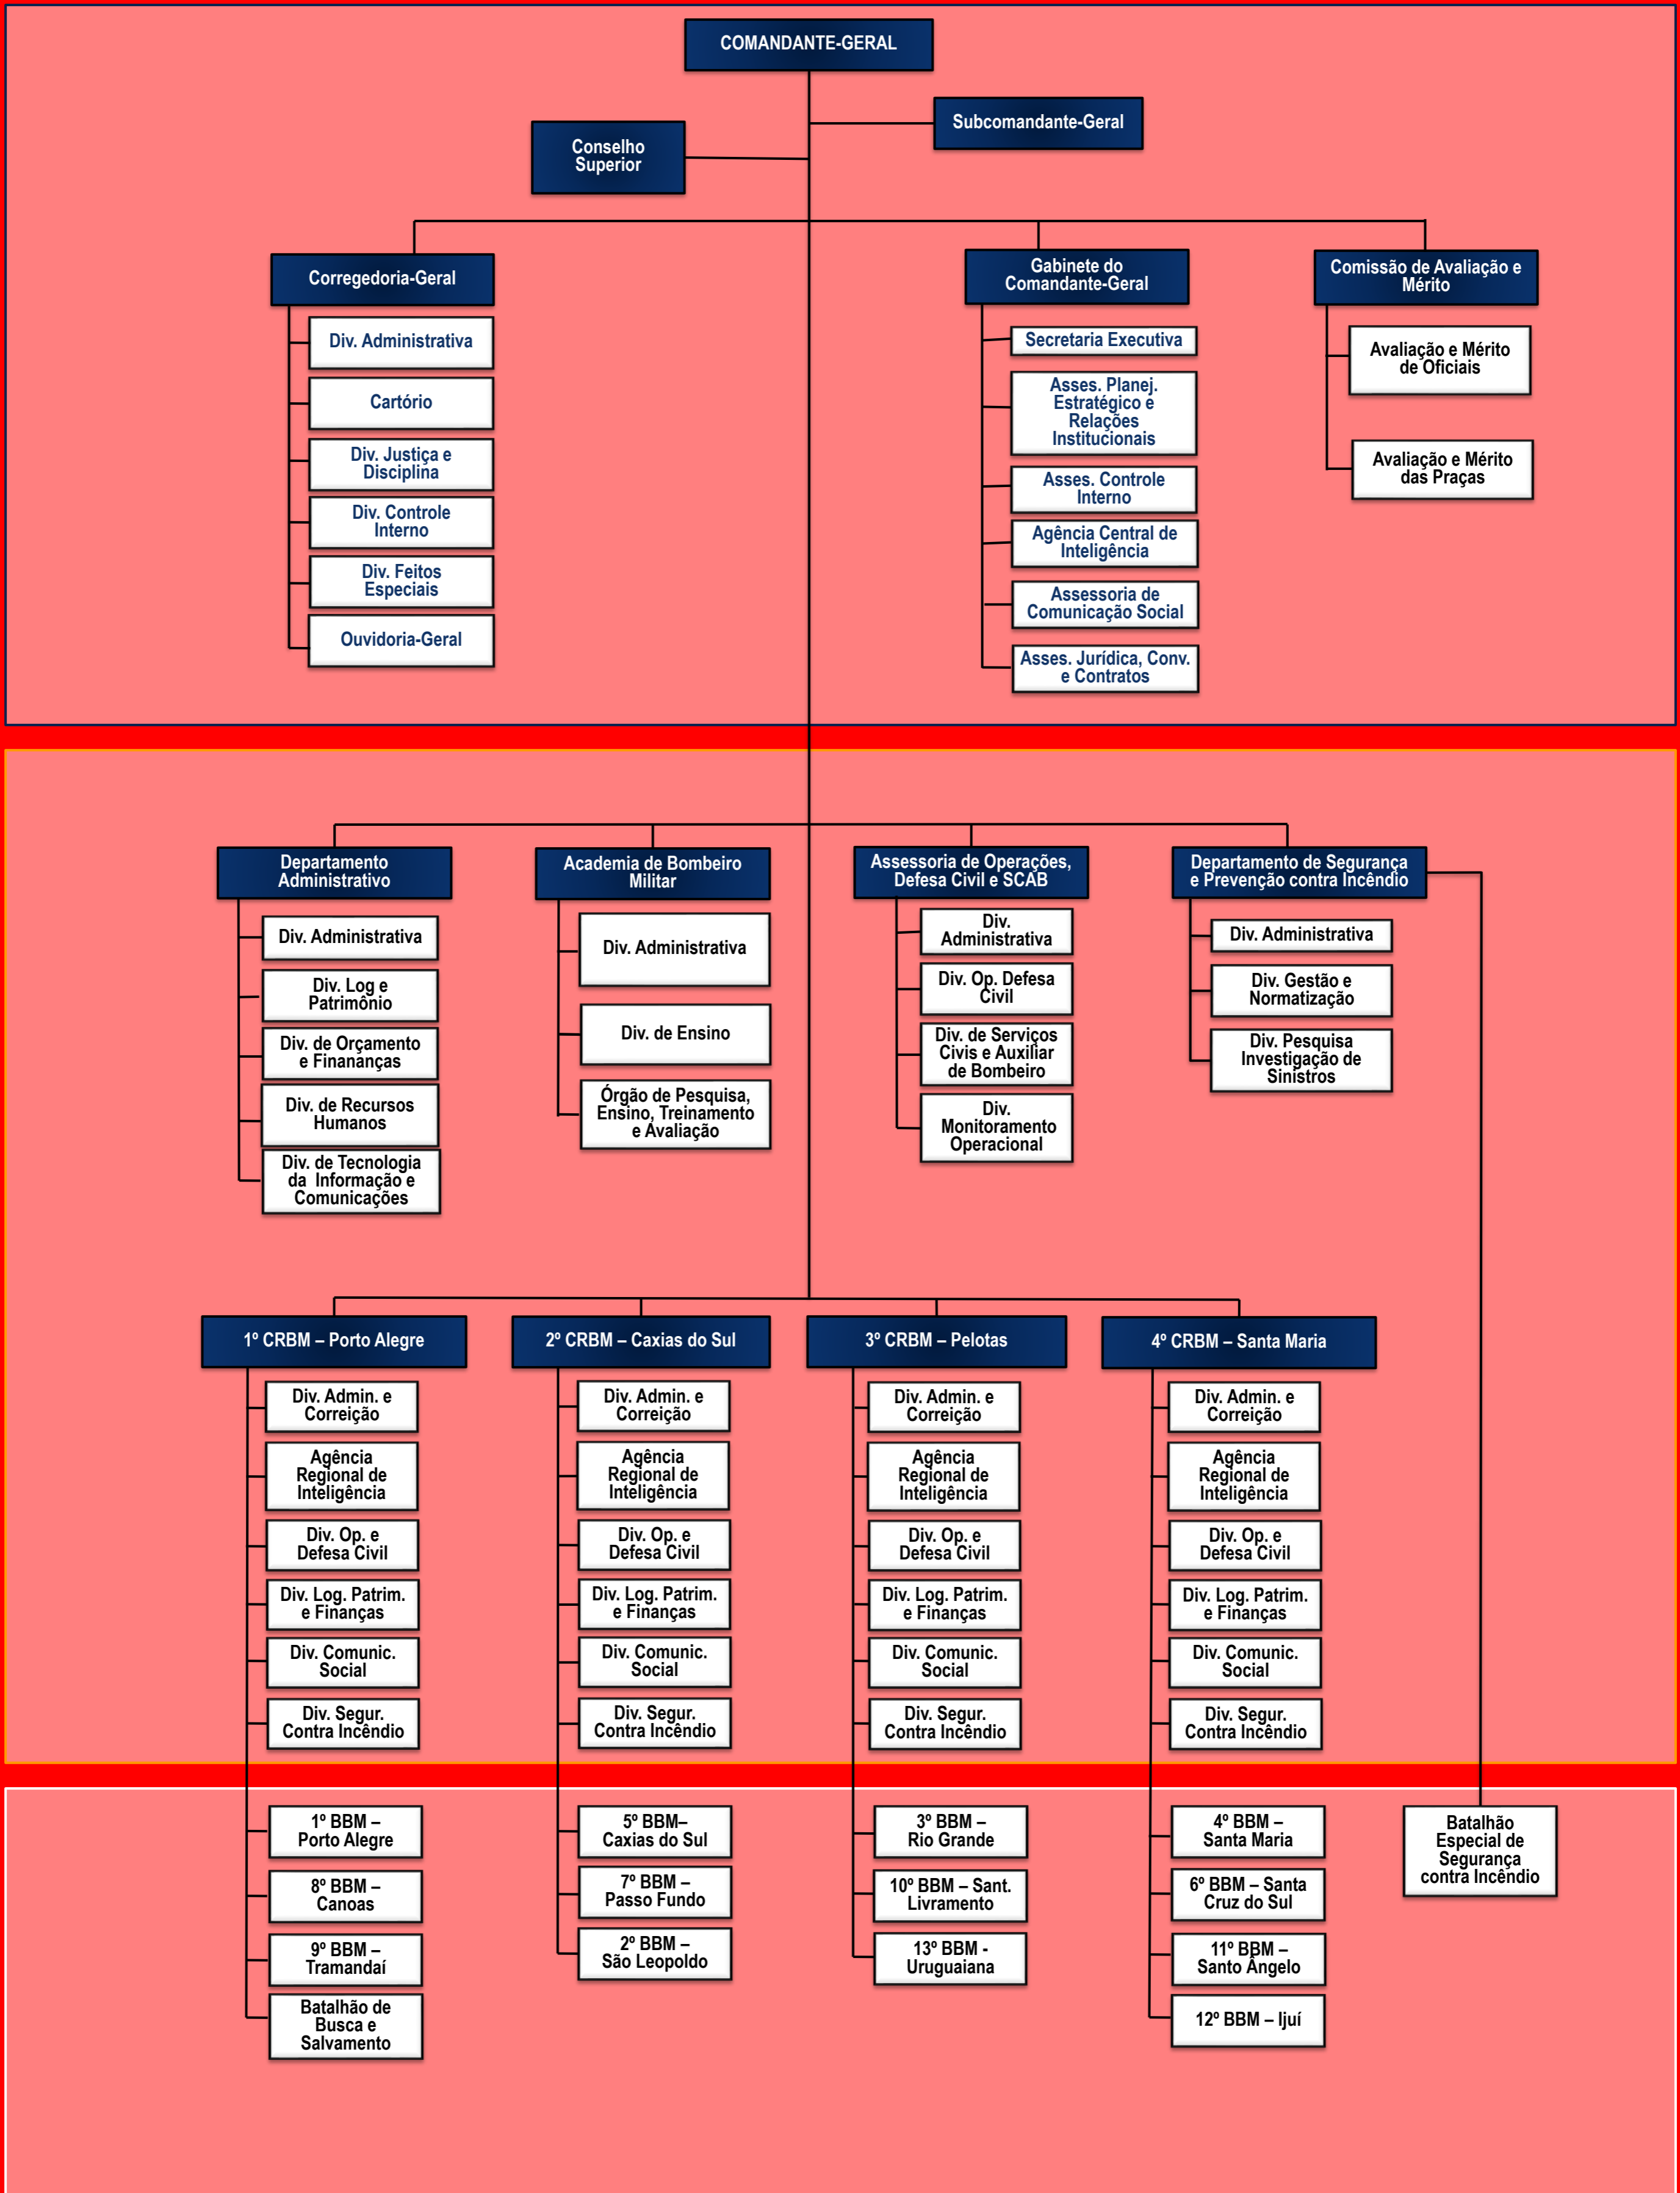 COMANDANTE-GERAL
Subcomandante-Geral
Conselho
Superior
Corregedoria-Geral
Div. Administrativa
Cartório
Div. Justiça e
Disciplina
Div. Controle
Interno
Div. Feitos
Especiais
Ouvidoria-Geral
Gabinete do
Comandante-Geral
Secretaria Executiva
Asses. Planej.
Estratégico e
Relações
Institucionais
Asses. Controle
Interno
Agência Central de
Inteligência
Assessoria de
Comunicação Social
Asses. Jurídica, Conv.
e Contratos
Comissão de Avaliação e
Mérito
Avaliação e Mérito
de Oficiais
Avaliação e Mérito
das Praças
Departamento
Administrativo
Div. Administrativa
Div. Log e
Patrimônio
Div. de Orçamento
e Finananças
Div. de Recursos
Humanos
Div. de Tecnologia
da Informação e
Comunicações
Academia de Bombeiro
Militar
Div. Administrativa
Div. de Ensino
Órgão de Pesquisa,
Ensino, Treinamento
e Avaliação
Assessoria de Operações,
Defesa Civil e SCAB
Div.
Administrativa
Div. Op. Defesa
Civil
Div. de Serviços
Civis e Auxiliar
de Bombeiro
Div.
Monitoramento
Operacional
Departamento de Segurança
e Prevenção contra Incêndio
Div. Administrativa
Div. Gestão e
Normatização
Div. Pesquisa
Investigação de
Sinistros
1º CRBM – Porto Alegre
Div. Admin. e
Correição
Agência
Regional de
Inteligência
Div. Op. e
Defesa Civil
Div. Log. Patrim.
e Finanças
Div. Comunic.
Social
Div. Segur.
Contra Incêndio
2º CRBM – Caxias do Sul
Div. Admin. e
Correição
Agência
Regional de
Inteligência
Div. Op. e
Defesa Civil
Div. Log. Patrim.
e Finanças
Div. Comunic.
Social
Div. Segur.
Contra Incêndio
3º CRBM – Pelotas
Div. Admin. e
Correição
Agência
Regional de
Inteligência
Div. Op. e
Defesa Civil
Div. Log. Patrim.
e Finanças
Div. Comunic.
Social
Div. Segur.
Contra Incêndio
4º CRBM – Santa Maria
Div. Admin. e
Correição
Agência
Regional de
Inteligência
Div. Op. e
Defesa Civil
Div. Log. Patrim.
e Finanças
Div. Comunic.
Social
Div. Segur.
Contra Incêndio
1º BBM –
Porto Alegre
8º BBM –
Canoas
9º BBM –
Tramandaí
Batalhão de
Busca e
Salvamento
5º BBM–
Caxias do Sul
7º BBM –
Passo Fundo
2º BBM –
São Leopoldo
3º BBM –
Rio Grande
10º BBM – Sant.
Livramento
13º BBM -
Uruguaiana
4º BBM –
Santa Maria
6º BBM – Santa
Cruz do Sul
11º BBM –
Santo Ângelo
12º BBM – Ijuí
Batalhão
Especial de
Segurança
contra Incêndio